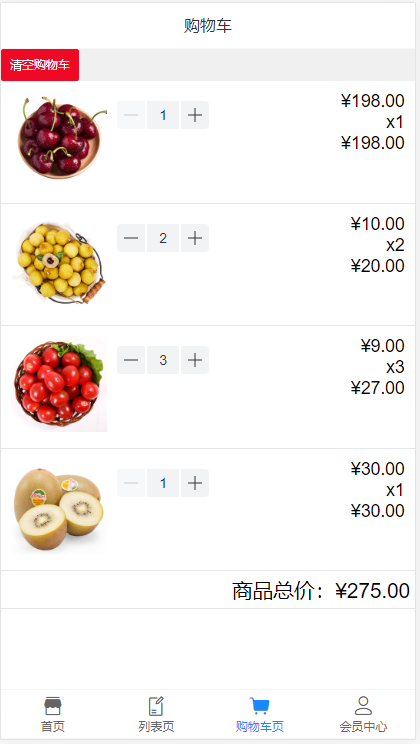 购物车
清空购物车
1
¥198.00
x1
¥198.00
2
¥10.00
x2
¥20.00
3
¥9.00
x3
¥27.00
1
¥30.00
x1
¥30.00
商品总价：¥275.00
首页 列表页 购物车页 会员中心